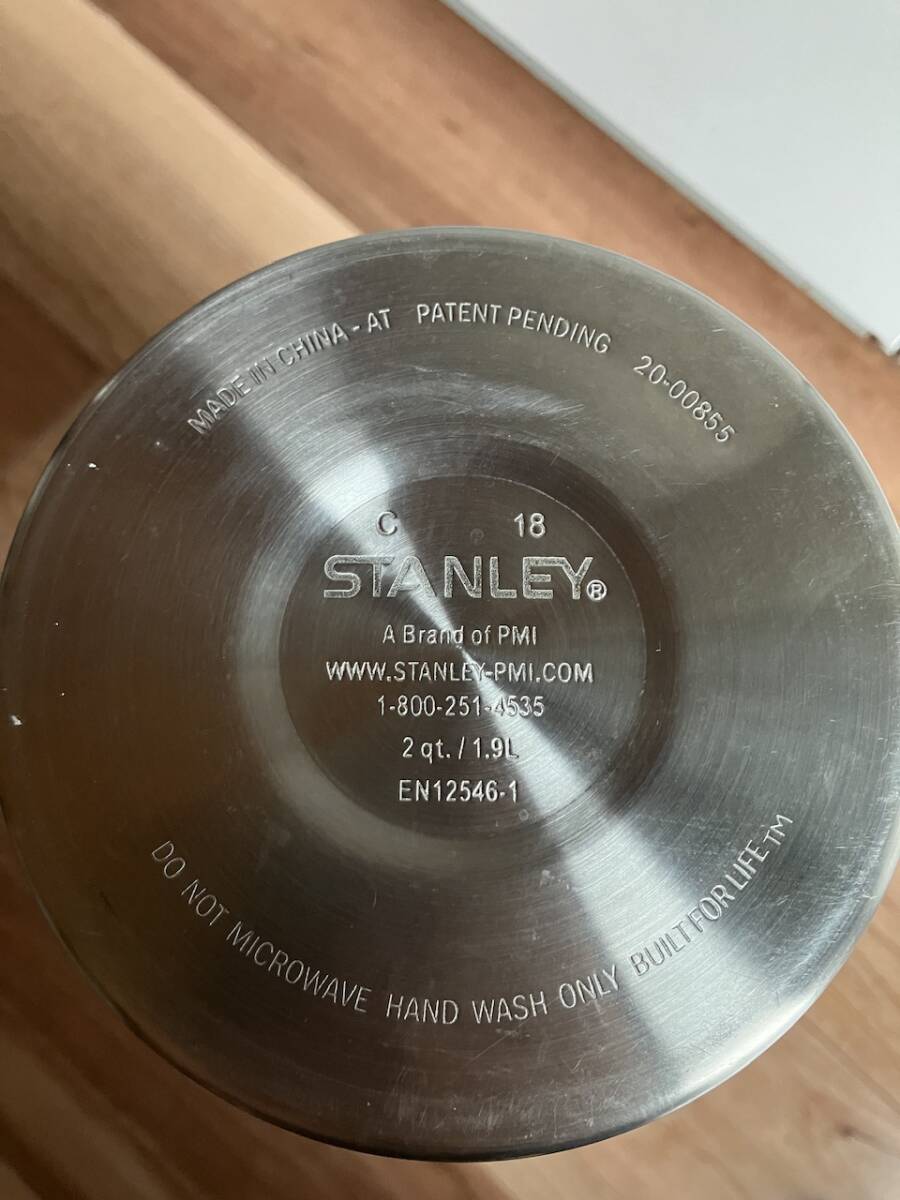 MADE IN CHINA - AT PATENT PENDING 20-00855
C 18
STANLEY®
A Brand of PMI
WWW.STANLEY-PMI.COM
1-800-251-4535
2 qt. / 1.9L
EN12546-1
DO NOT MICROWAVE HAND WASH ONLY BUILT FOR LIFE™